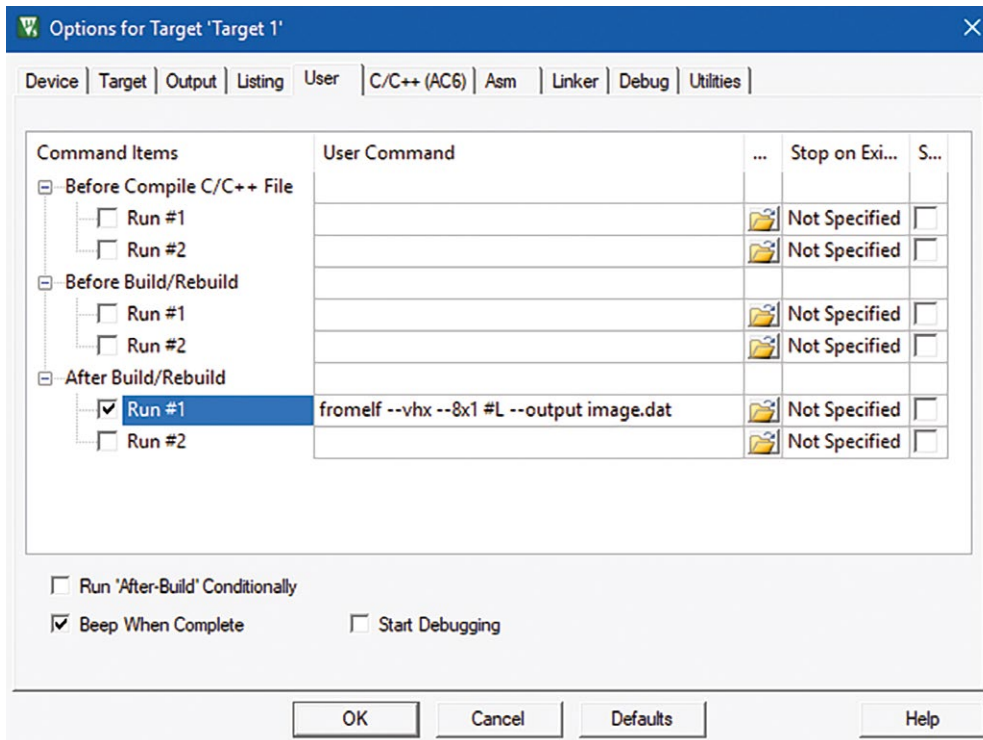 Options for Target 'Target 1'
Device Target Output Listing User C/C++ (AC6) Asm Linker Debug Utilities
Command Items User Command ... Stop on Exi... S...
Before Compile C/C++ File
Run #1 Not Specified
Run #2 Not Specified
Before Build/Rebuild
Run #1 Not Specified
Run #2 Not Specified
After Build/Rebuild
Run #1 fromelf --vhx --8x1 #L --output image.dat Not Specified
Run #2 Not Specified
Run 'After-Build' Conditionally
Beep When Complete Start Debugging
OK Cancel Defaults Help